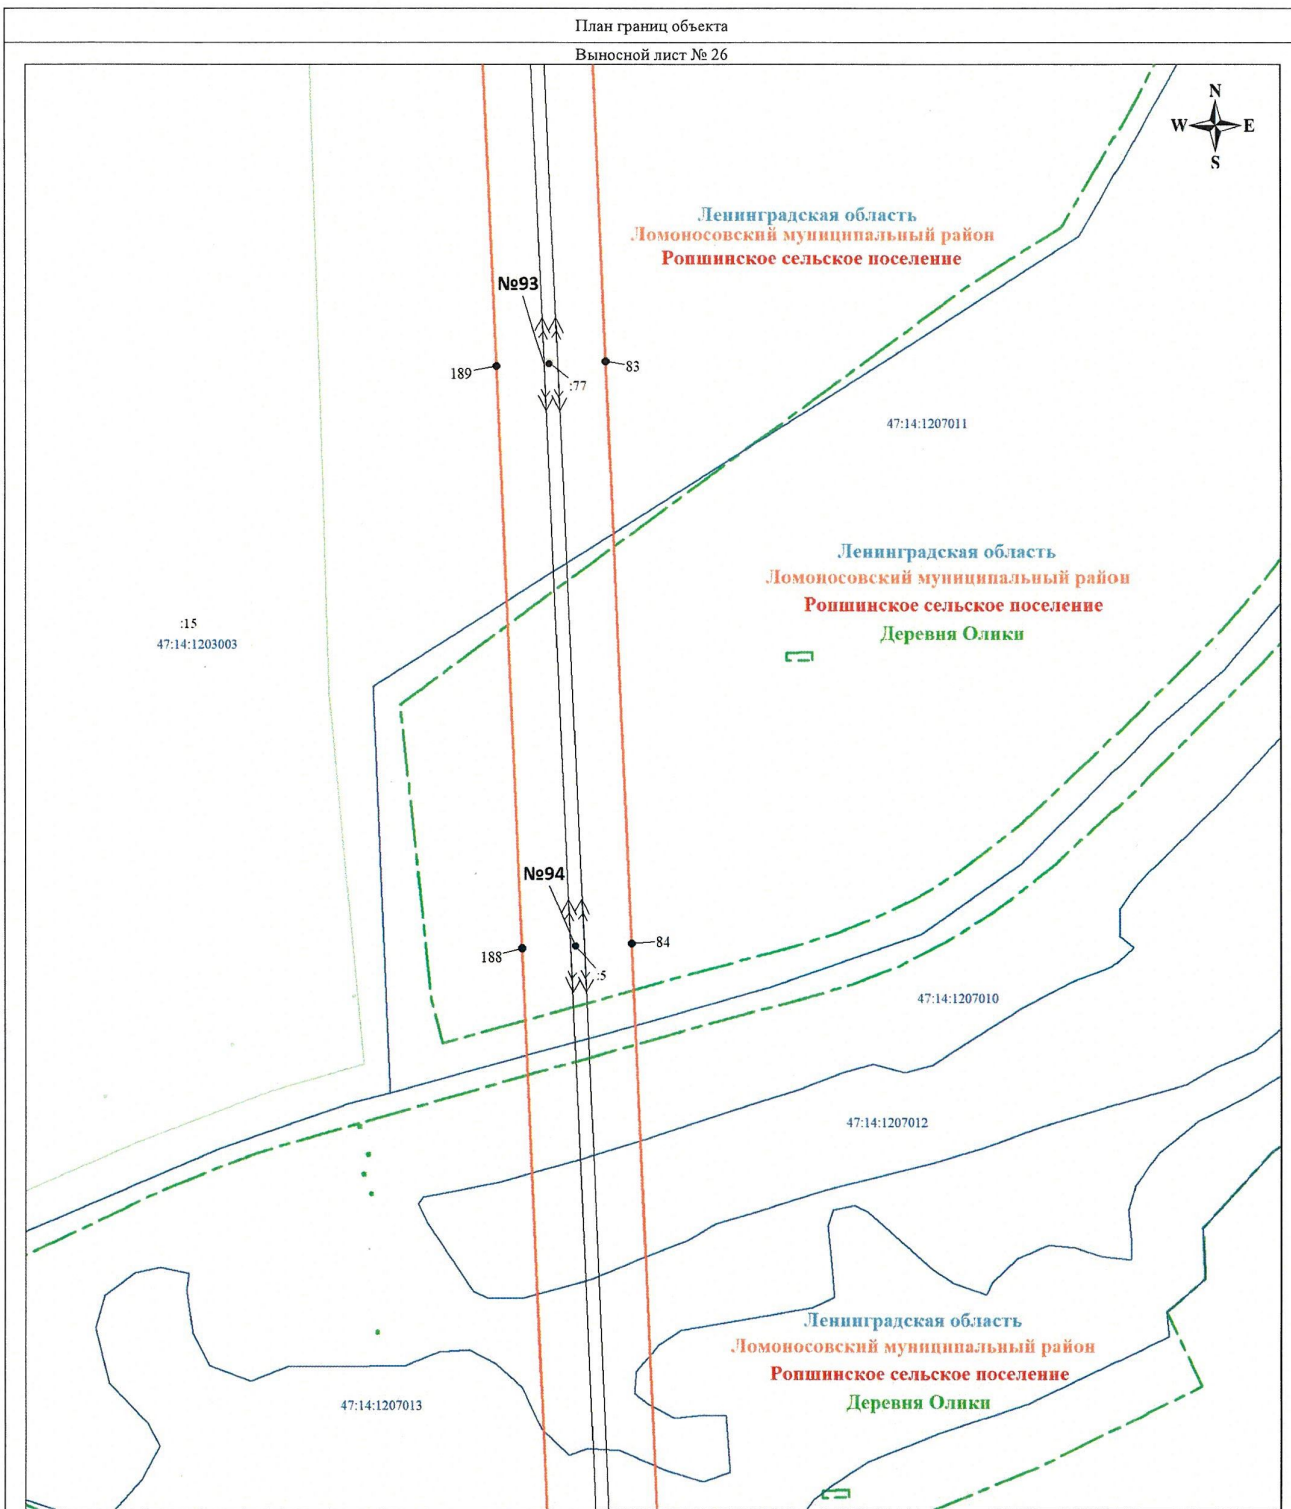 План границ объекта
Выносной лист № 26
N
W E
S
Ленинградская область
Ломоносовский муниципальный район
Ропшинское сельское поселение
№93
189
83
:77
47:14:1207011
Ленинградская область
Ломоносовский муниципальный район
Ропшинское сельское поселение
Деревня Олики
:15
47:14:1203003
№94
188
84
:5
47:14:1207010
47:14:1207012
Ленинградская область
Ломоносовский муниципальный район
Ропшинское сельское поселение
Деревня Олики
47:14:1207013